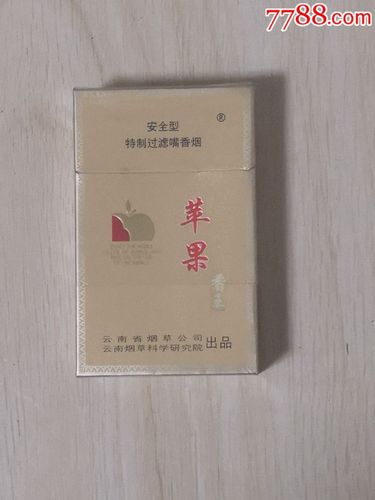 7788.com
安全型
®
特制过滤嘴香烟
苹果
香王
云南省烟草公司
云南烟草科学研究院
出品